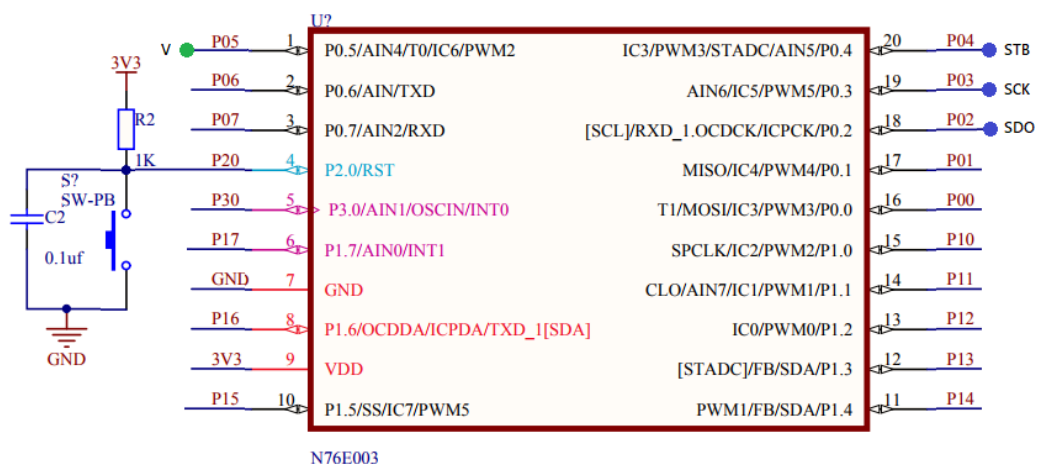 U?
V P05 1 P0.5/AIN4/T0/IC6/PWM2 IC3/PWM3/STADC/AIN5/P0.4 20 P04 STB
3V3
P06 2 P0.6/AIN/TXD AIN6/IC5/PWM5/P0.3 19 P03 SCK
R2
P07 3 P0.7/AIN2/RXD [SCL]/RXD_1.OCDCK/ICPCK/P0.2 18 P02 SDO
1K P20 4 P2.0/RST MISO/IC4/PWM4/P0.1 17 P01
S?
SW-PB
P30 5 P3.0/AIN1/OSCIN/INT0 T1/MOSI/IC3/PWM3/P0.0 16 P00
C2
P17 6 P1.7/AIN0/INT1 SPCLK/IC2/PWM2/P1.0 15 P10
0.1uf
GND 7 GND CLO/AIN7/IC1/PWM1/P1.1 14 P11
P16 8 P1.6/OCDDA/ICPDA/TXD_1[SDA] IC0/PWM0/P1.2 13 P12
GND
3V3 9 VDD [STADC]/FB/SDA/P1.3 12 P13
P15 10 P1.5/SS/IC7/PWM5 PWM1/FB/SDA/P1.4 11 P14
N76E003